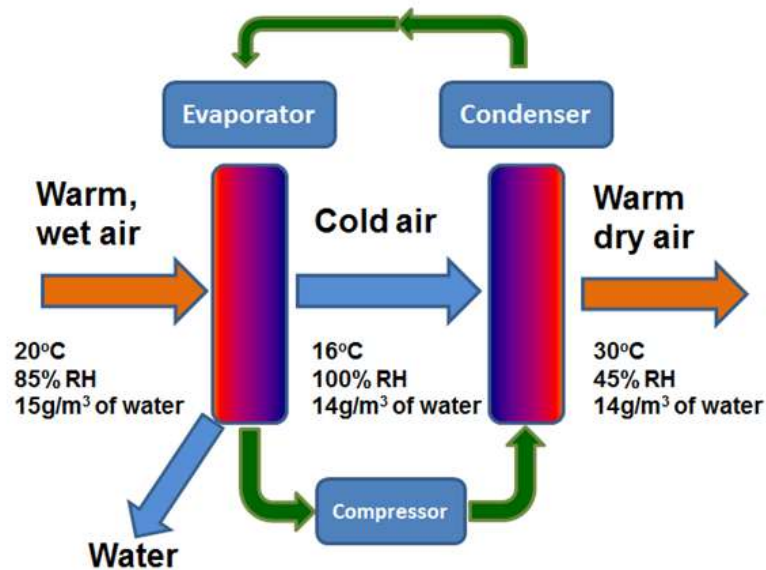 Evaporator
Condenser
Warm,
wet air
Cold air
Warm
dry air
20°C
85% RH
15g/m³ of water
16°C
100% RH
14g/m³ of water
30°C
45% RH
14g/m³ of water
Compressor
Water